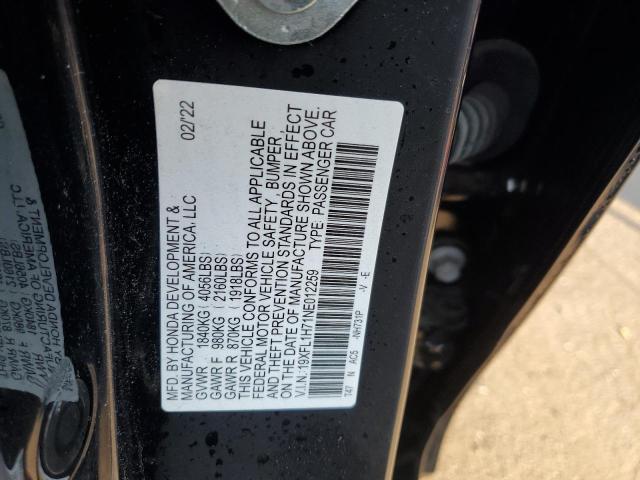 MFD. BY HONDA DEVELOPMENT & 02/'22
MANUFACTURING OF AMERICA, LLC
GVWR 1840KG ( 4056LBS)
GAWR F 980KG ( 2160LBS)
GAWR R 870KG ( 1918LBS)
THIS VEHICLE CONFORMS TO ALL APPLICABLE
FEDERAL MOTOR VEHICLE SAFETY, BUMPER,
AND THEFT PREVENTION STANDARDS IN EFFECT
ON THE DATE OF MANUFACTURE SHOWN ABOVE.
V.I.N.:19XFL1H71NE012259 TYPE: PASSENGER CAR
T47 N AC5 -NH731P -V -E